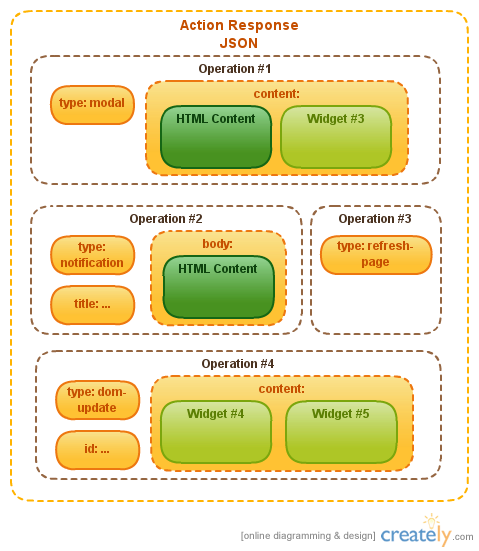 Action Response
JSON
Operation #1
type: modal
content:
HTML Content
Widget #3
Operation #2
type:
notification
title: ...
body:
HTML Content
Operation #3
type: refresh-
page
Operation #4
type: dom-
update
id: ...
content:
Widget #4
Widget #5
[online diagramming & design] creately.com